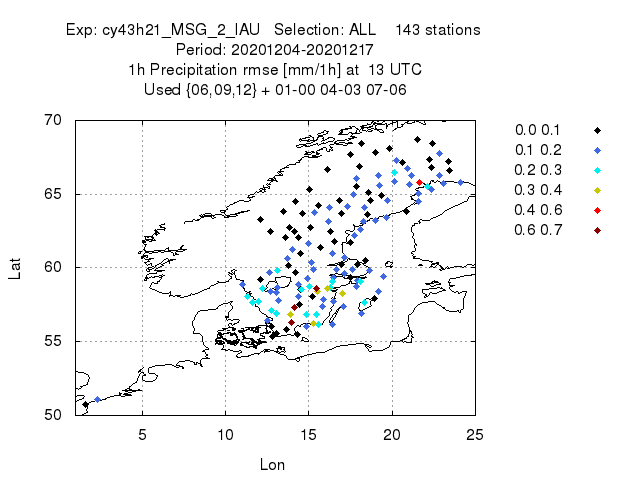 Exp: cy43h21_MSG_2_IAU   Selection: ALL    143 stations
Period: 20201204-20201217
1h Precipitation rmse [mm/1h] at  13 UTC
Used {06,09,12} + 01-00 04-03 07-06
70
65
60
55
50
Lat
5
10
15
20
25
Lon
0.0 0.1
0.1 0.2
0.2 0.3
0.3 0.4
0.4 0.6
0.6 0.7